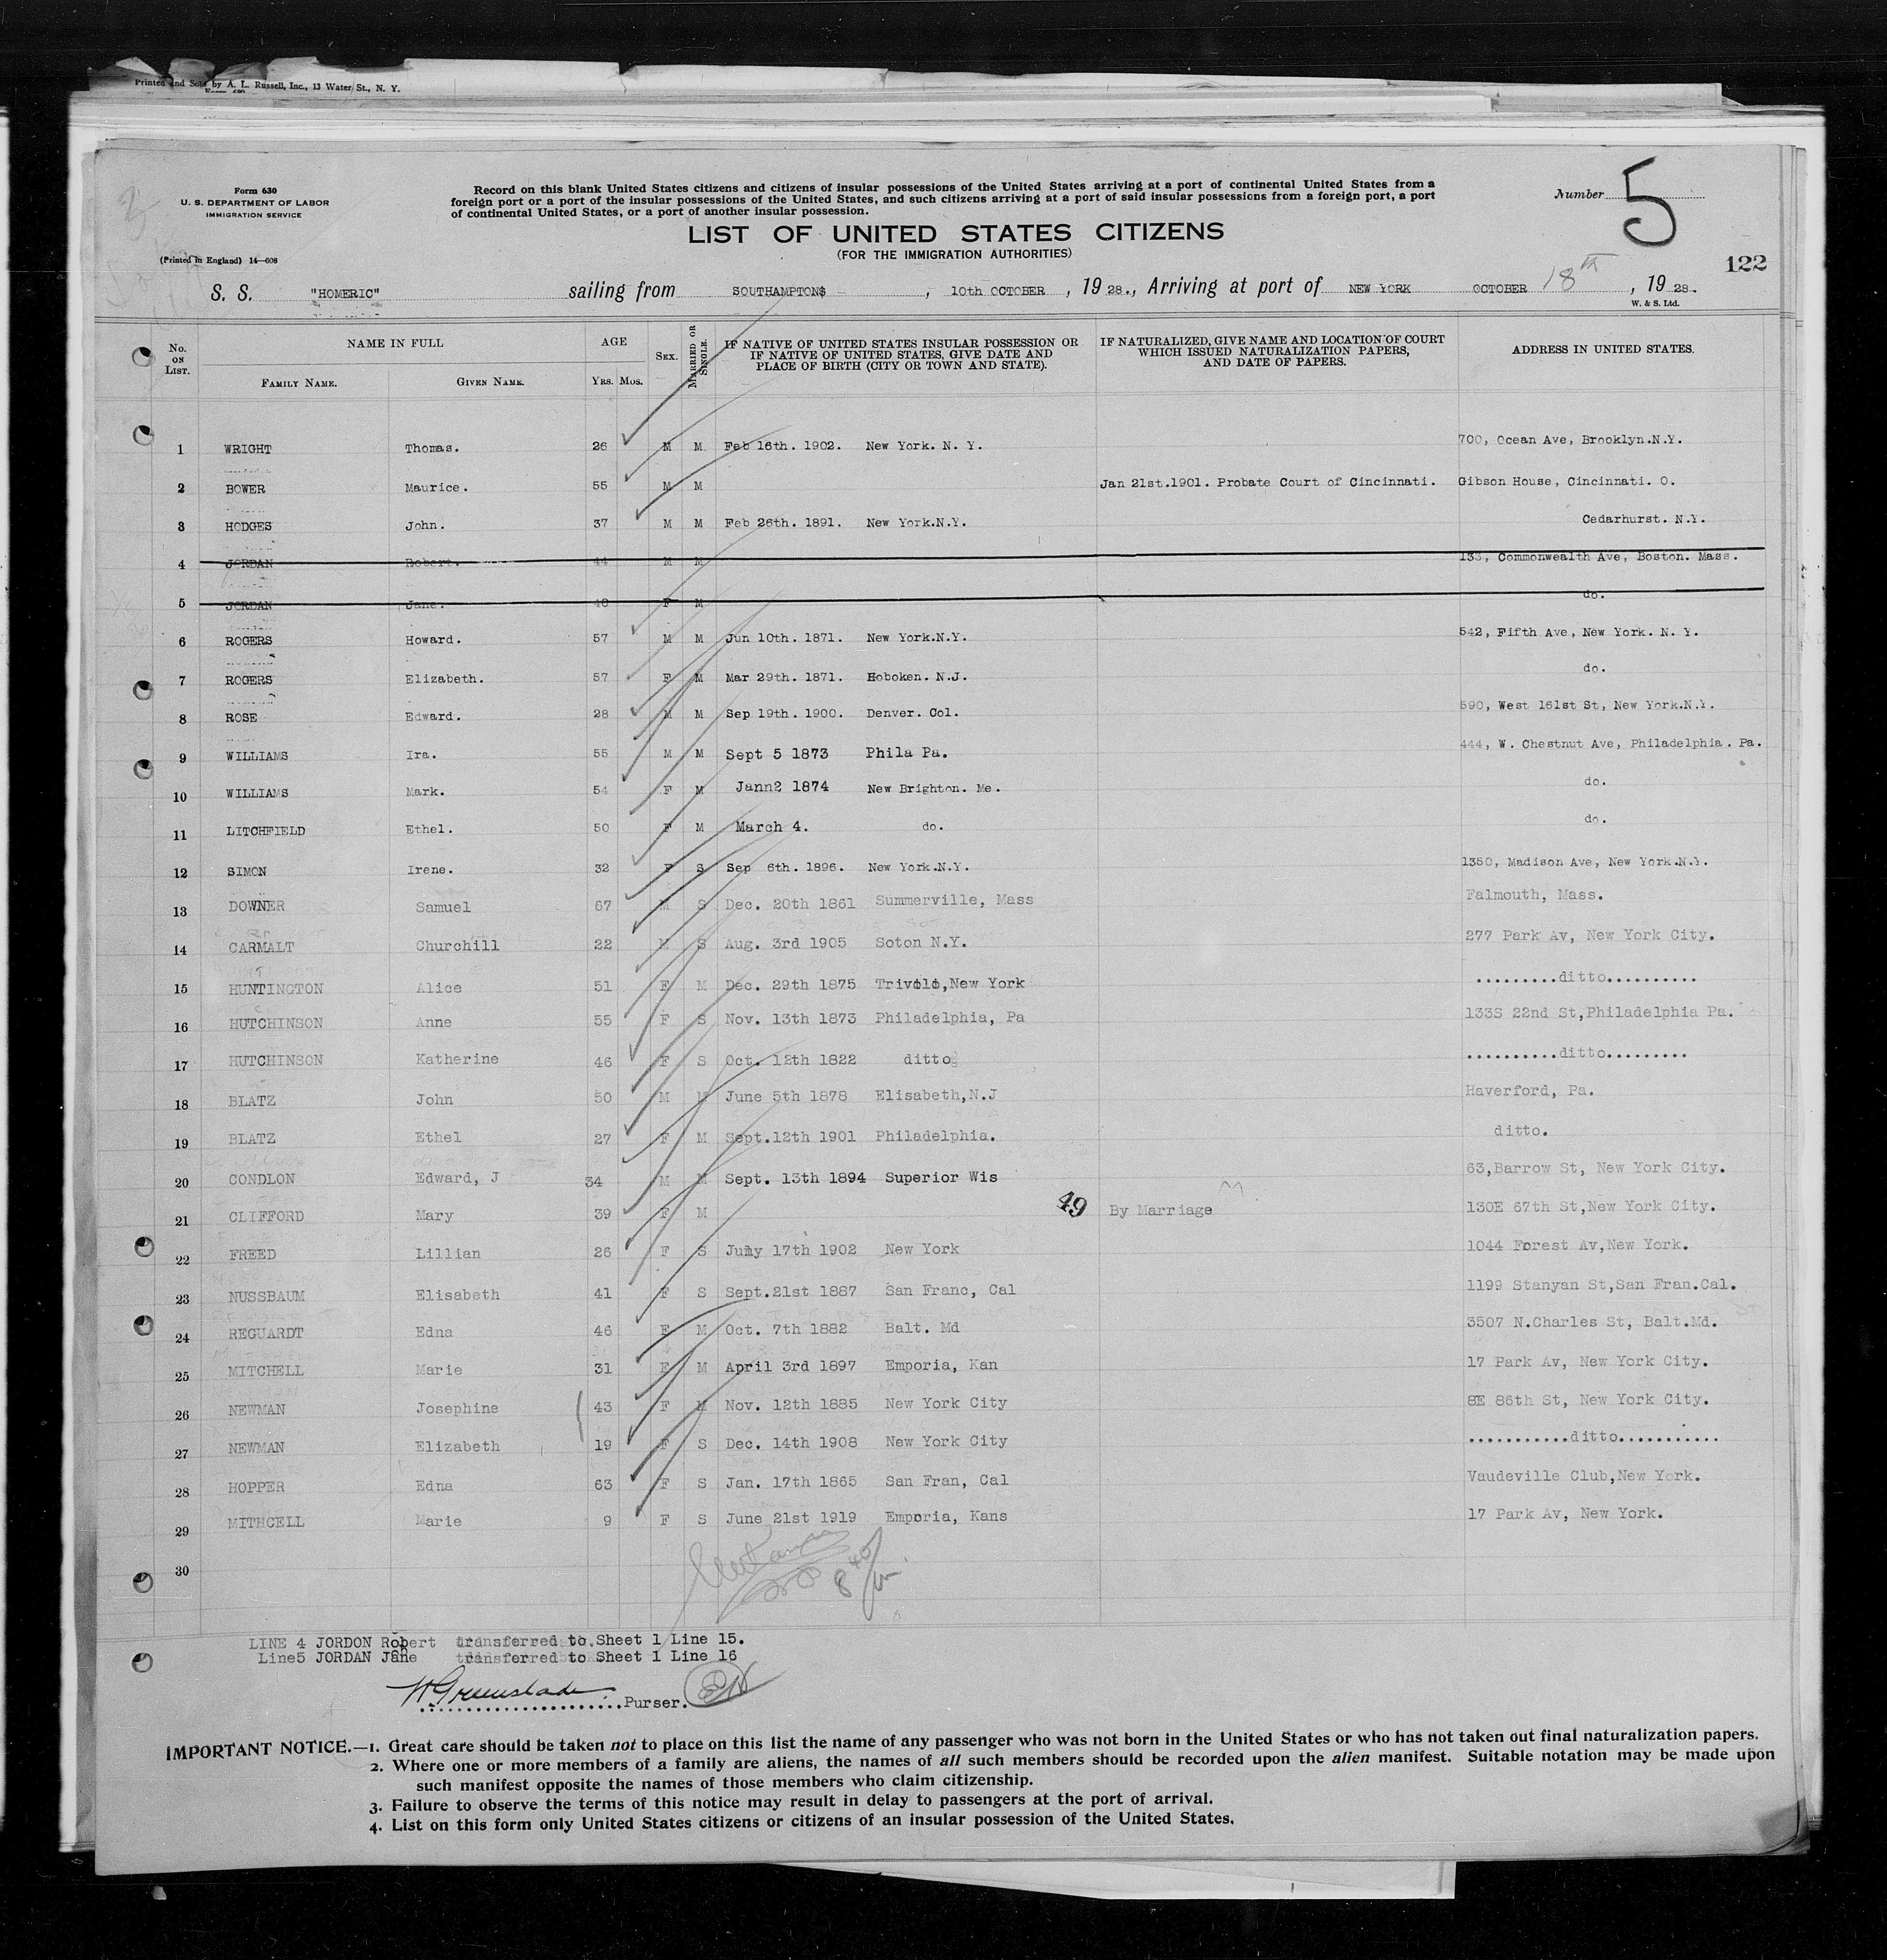 Printed and Sold by A. L. Russell, Inc., 13 Water St., N. Y.
Form 630
U. S. DEPARTMENT OF LABOR
IMMIGRATION SERVICE
(Printed in England) 14—608
Record on this blank United States citizens and citizens of insular possessions of the United States arriving at a port of continental United States from a
foreign port or a port of the insular possessions of the United States, and such citizens arriving at a port of said insular possessions from a foreign port, a port
of continental United States, or a port of another insular possession.
Number 5
LIST OF UNITED STATES CITIZENS
(FOR THE IMMIGRATION AUTHORITIES)
122
S. S. "HOMERIC" sailing from SOUTHAMPTON$, 10th OCTOBER, 1928., Arriving at port of NEW YORK OCTOBER 18th, 1928.
W. & S. Ltd.
No. ON LIST. NAME IN FULL FAMILY NAME. GIVEN NAME. AGE YRS. MOS. SEX. MARRIED OR SINGLE. IF NATIVE OF UNITED STATES INSULAR POSSESSION OR IF NATIVE OF UNITED STATES, GIVE DATE AND PLACE OF BIRTH (CITY OR TOWN AND STATE). IF NATURALIZED, GIVE NAME AND LOCATION OF COURT WHICH ISSUED NATURALIZATION PAPERS, AND DATE OF PAPERS. ADDRESS IN UNITED STATES.
1 WRIGHT Thomas. 26 M M Feb 16th. 1902. New York. N. Y. 700, Ocean Ave, Brooklyn.N.Y.
2 BOWER Maurice. 55 M M Jan 21st.1901. Probate Court of Cincinnati. Gibson House, Cincinnati. O.
3 HODGES John. 37 M M Feb 26th. 1891. New York.N.Y. Cedarhurst. N.Y.
4 JORDAN Robert. 44 M M 133, Commonwealth Ave, Boston. Mass.
5 JORDAN Jane. 40 F M do.
6 ROGERS Howard. 57 M M Jun 10th. 1871. New York.N.Y. 542, Fifth Ave, New York. N. Y.
7 ROGERS Elizabeth. 57 F M Mar 29th. 1871. Hoboken. N.J. do.
8 ROSE Edward. 28 M M Sep 19th. 1900. Denver. Col. 590, West 161st St, New York.N.Y.
9 WILLIAMS Ira. 55 M M Sept 5 1873 Phila Pa. 444, W. Chestnut Ave, Philadelphia. Pa.
10 WILLIAMS Mark. 54 F M Jann2 1874 New Brighton. Me. do.
11 LITCHFIELD Ethel. 50 F M March 4. do. do.
12 SIMON Irene. 32 F S Sep 6th. 1896. New York.N.Y. 1350, Madison Ave, New York.N.Y.
13 DOWNER Samuel 67 M S Dec. 20th 1861 Summerville, Mass Falmouth, Mass.
14 CARMALT Churchill 22 M S Aug. 3rd 1905 Soton N.Y. 277 Park Av, New York City.
15 HUNTINGTON Alice 51 F M Dec. 29th 1875 Trivoli,New York .........ditto..........
16 HUTCHINSON Anne 55 F S Nov. 13th 1873 Philadelphia, Pa 133S 22nd St,Philadelphia Pa.
17 HUTCHINSON Katherine 46 F S Oct. 12th 1822 ditto ..........ditto.........
18 BLATZ John 50 M M June 5th 1878 Elisabeth,N.J Haverford, Pa.
19 BLATZ Ethel 27 F M Sept.12th 1901 Philadelphia. ditto.
20 CONDLON Edward, J 34 M M Sept. 13th 1894 Superior Wis 63,Barrow St, New York City.
21 CLIFFORD Mary 39 F M 49 By Marriage M 130E 67th St,New York City.
22 FREED Lillian 26 F S July 17th 1902 New York 1044 Forest Av,New York.
23 NUSSBAUM Elisabeth 41 F S Sept.21st 1887 San Franc, Cal 1199 Stanyan St,San Fran.Cal.
24 REGUARDT Edna 46 F M Oct. 7th 1882 Balt. Md 3507 N.Charles St, Balt.Md.
25 MITCHELL Marie 31 F M April 3rd 1897 Emporia, Kan 17 Park Av, New York City.
26 NEWMAN Josephine 43 F M Nov. 12th 1885 New York City 8E 86th St, New York City.
27 NEWMAN Elizabeth 19 F S Dec. 14th 1908 New York City ...........ditto...........
28 HOPPER Edna 63 F S Jan. 17th 1865 San Fran, Cal Vaudeville Club,New York.
29 MITHCELL Marie 9 F S June 21st 1919 Emporia, Kans 17 Park Av, New York.
30
LINE 4 JORDON Robert transferred to Sheet 1 Line 15.
Line5 JORDAN Jane transferred to Sheet 1 Line 16
W Greenslade Purser.
IMPORTANT NOTICE.—1. Great care should be taken not to place on this list the name of any passenger who was not born in the United States or who has not taken out final naturalization papers.
2. Where one or more members of a family are aliens, the names of all such members should be recorded upon the alien manifest. Suitable notation may be made upon
such manifest opposite the names of those members who claim citizenship.
3. Failure to observe the terms of this notice may result in delay to passengers at the port of arrival.
4. List on this form only United States citizens or citizens of an insular possession of the United States.